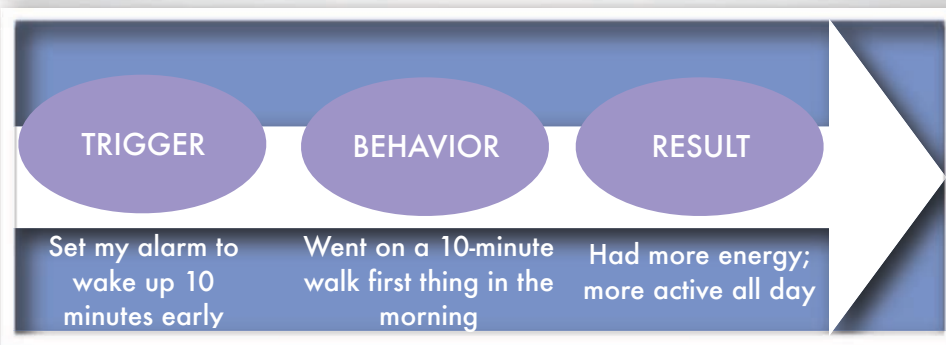 TRIGGER
BEHAVIOR
RESULT
Set my alarm to
wake up 10
minutes early
Went on a 10-minute
walk first thing in the
morning
Had more energy;
more active all day